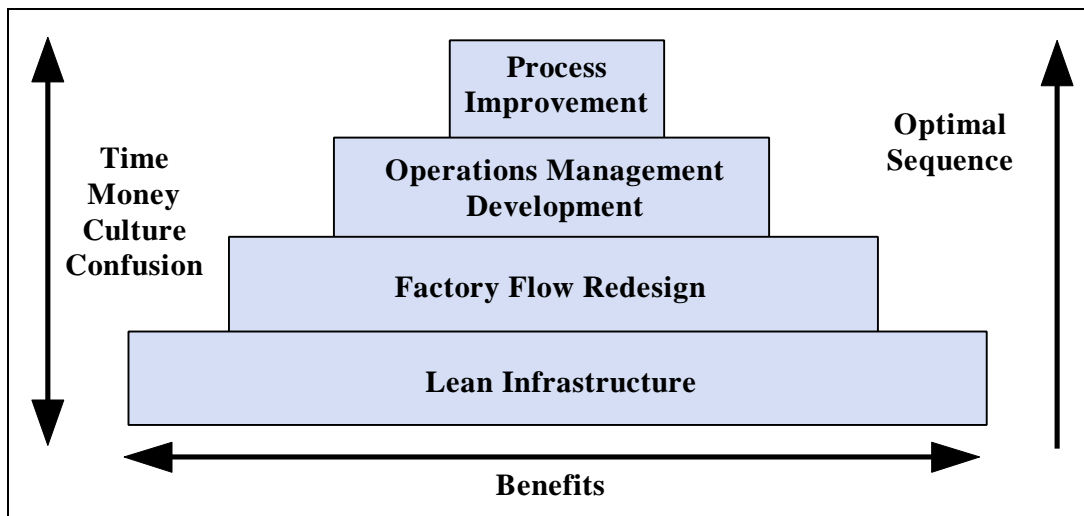 Process
Improvement
Operations Management
Development
Factory Flow Redesign
Lean Infrastructure
Time
Money
Culture
Confusion
Optimal
Sequence
Benefits